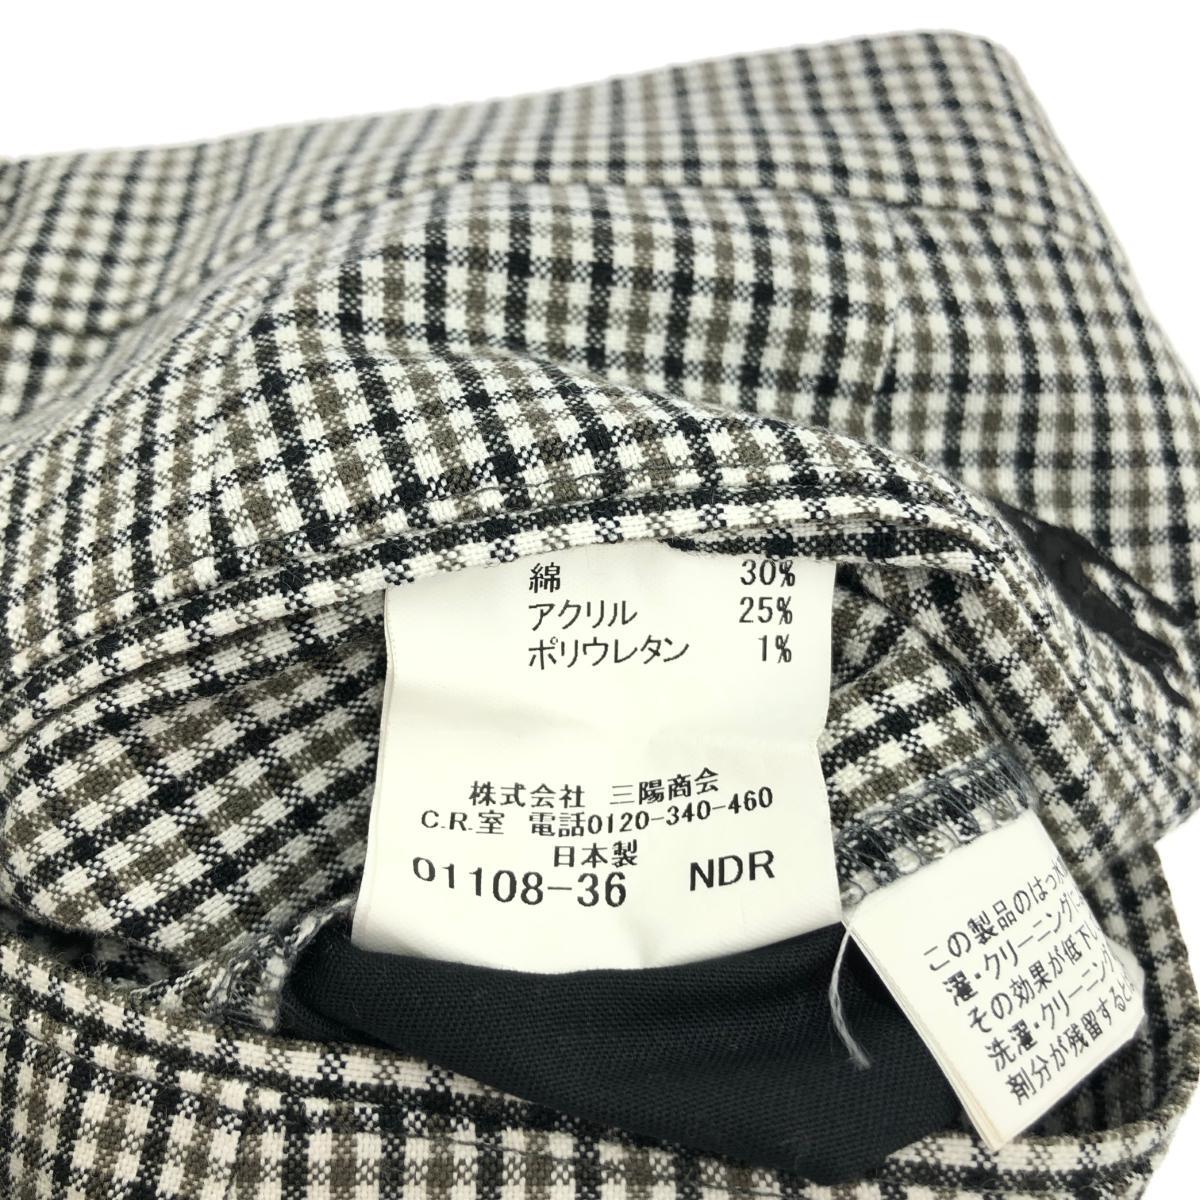 綿 30%
アクリル 25%
ポリウレタン 1%
株式会社 三陽商会
C.R.室 電話0120-340-460
日本製
01108-36 NDR
この製品のはっ水
濯・クリーニング
その効果が低下
洗濯・クリーニング
剤分が残留すると